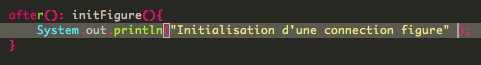 after(): initFigure(){
System.out.println("Initialisation d'une connection figure" );
}